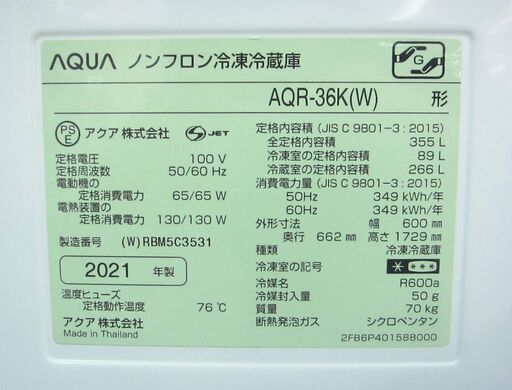 AQUA ノンフロン冷凍冷蔵庫
G
AQR-36K(W) 形
PS E アクア株式会社 S JET
定格電圧 100 V
定格周波数 50/60 Hz
電動機の
定格消費電力 65/65 W
電熱装置の
定格消費電力 130/130 W
製造番号 (W)RBM5C3531
2021 年製
温度ヒューズ
定格動作温度 76℃
アクア株式会社
Made in Thailand
定格内容積 (JIS C 9801-3:2015)
全定格内容積 355 L
冷凍室の定格内容積 89 L
冷蔵室の定格内容積 266 L
消費電力量 (JIS C 9801-3:2015)
50Hz 349 kWh/年
60Hz 349 kWh/年
外形寸法 幅 600 mm
奥行 662 mm 高さ 1729 mm
種類 冷凍冷蔵庫
冷凍室の記号 * ***
冷媒名 R600a
冷媒封入量 50 g
質量 70 kg
断熱発泡ガス シクロペンタン
2FB6P401588000